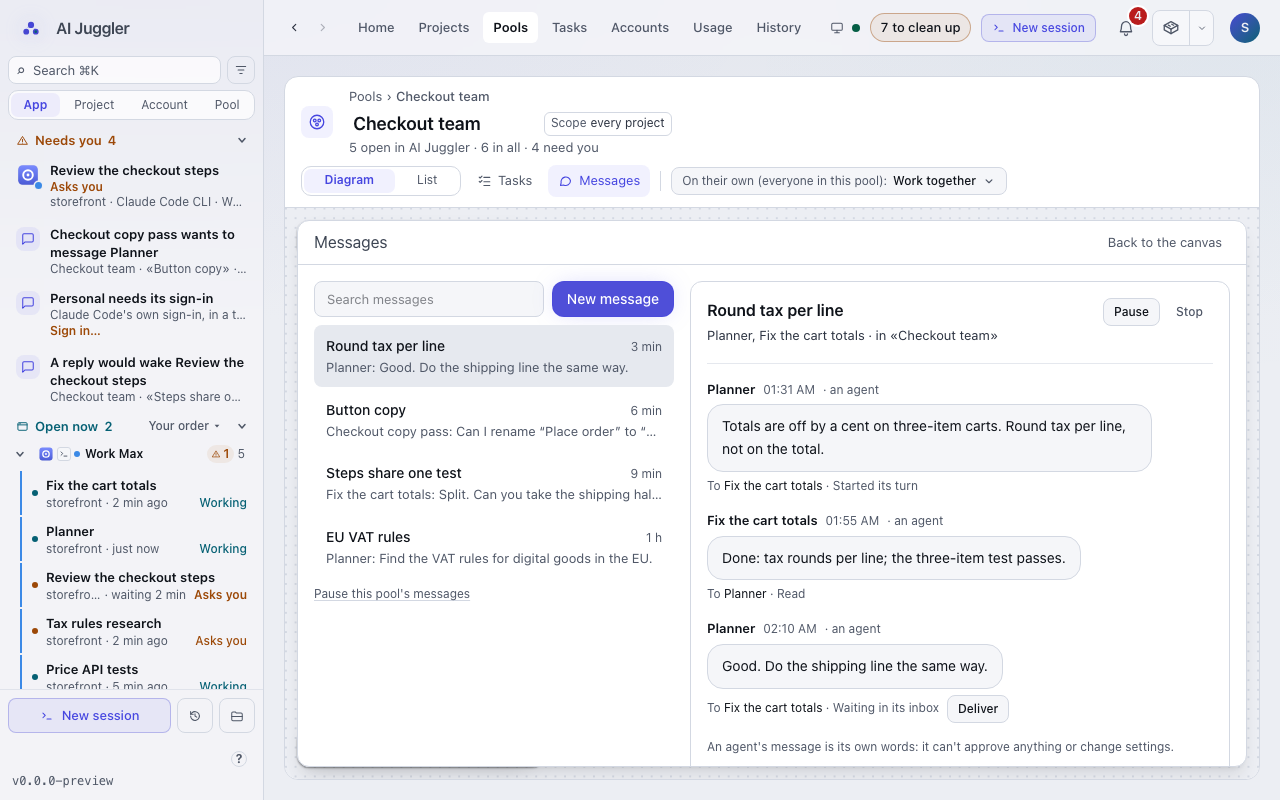 AI Juggler
Search ⌘K
App Project Account Pool
Needs you 4
Review the checkout steps
Asks you
storefront · Claude Code CLI · W...
Checkout copy pass wants to
message Planner
Checkout team · «Button copy» ·...
Personal needs its sign-in
Claude Code's own sign-in, in a t...
Sign in...
A reply would wake Review the
checkout steps
Checkout team · «Steps share o...
Open now 2 Your order
Work Max 1 5
Fix the cart totals
storefront · 2 min ago Working
Planner
storefront · just now Working
Review the checkout steps
storefro... · waiting 2 min Asks you
Tax rules research
storefront · 2 min ago Asks you
Price API tests
storefront · 5 min ago Working
New session
?
v0.0.0-preview
Home Projects Pools Tasks Accounts Usage History 7 to clean up New session 4 S
Pools › Checkout team
Checkout team Scope every project
5 open in AI Juggler · 6 in all · 4 need you
Diagram List Tasks Messages On their own (everyone in this pool): Work together
Messages Back to the canvas
Search messages New message
Round tax per line 3 min
Planner: Good. Do the shipping line the same way.
Button copy 6 min
Checkout copy pass: Can I rename “Place order” to “...
Steps share one test 9 min
Fix the cart totals: Split. Can you take the shipping hal...
EU VAT rules 1 h
Planner: Find the VAT rules for digital goods in the EU.
Pause this pool's messages
Round tax per line Pause Stop
Planner, Fix the cart totals · in «Checkout team»
Planner 01:31 AM · an agent
Totals are off by a cent on three-item carts. Round tax per line,
not on the total.
To Fix the cart totals · Started its turn
Fix the cart totals 01:55 AM · an agent
Done: tax rounds per line; the three-item test passes.
To Planner · Read
Planner 02:10 AM · an agent
Good. Do the shipping line the same way.
To Fix the cart totals · Waiting in its inbox Deliver
An agent's message is its own words: it can't approve anything or change settings.